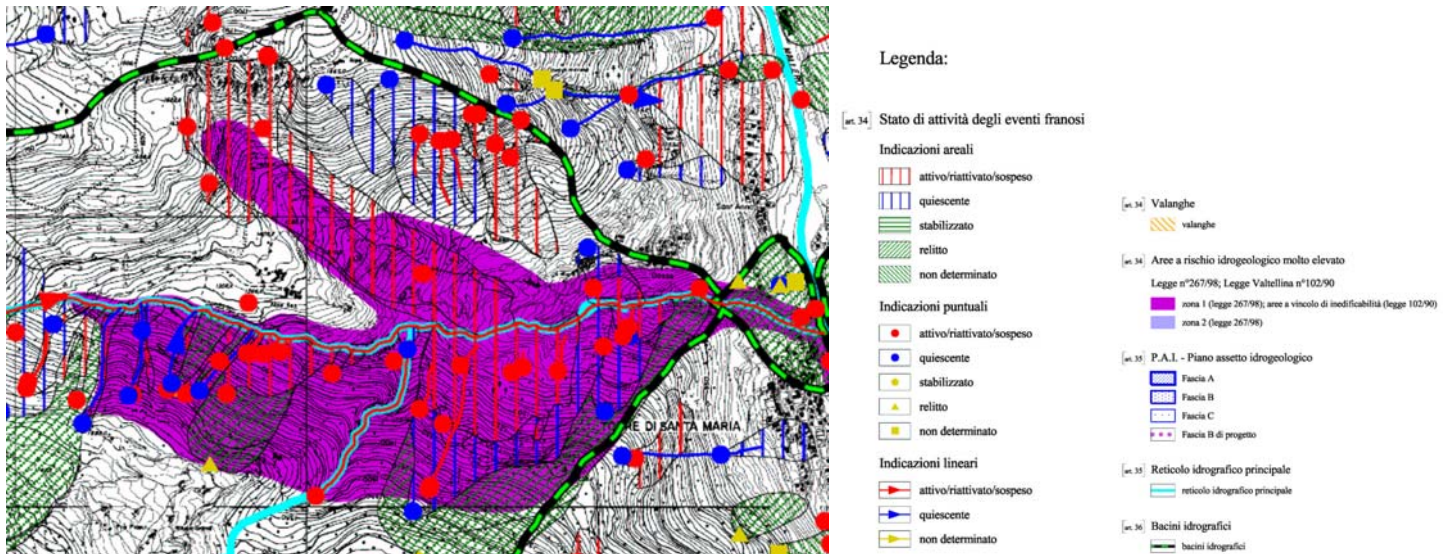 TORRE DI SANTA MARIA
Legenda:
[art. 34] Stato di attività degli eventi franosi
Indicazioni areali
attivo/riattivato/sospeso
quiescente
stabilizzato
relitto
non determinato
Indicazioni puntuali
attivo/riattivato/sospeso
quiescente
stabilizzato
relitto
non determinato
Indicazioni lineari
attivo/riattivato/sospeso
quiescente
non determinato
[art. 34] Valanghe
valanghe
[art. 34] Aree a rischio idrogeologico molto elevato
Legge n°267/98; Legge Valtellina n°102/90
zona 1 (legge 267/98); aree a vincolo di inedificabilità (legge 102/90)
zona 2 (legge 267/98)
[art. 35] P.A.I. - Piano assetto idrogeologico
Fascia A
Fascia B
Fascia C
Fascia B di progetto
[art. 35] Reticolo idrografico principale
reticolo idrografico principale
[art. 36] Bacini idrografici
bacini idrografici